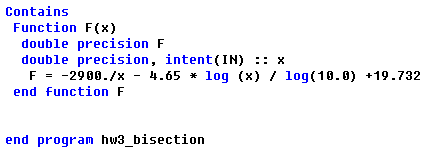 Contains
Function F(x)
double precision F
double precision, intent(IN) :: x
F = -2900./x - 4.65 * log (x) / log(10.0) +19.732
end function F
end program hw3_bisection